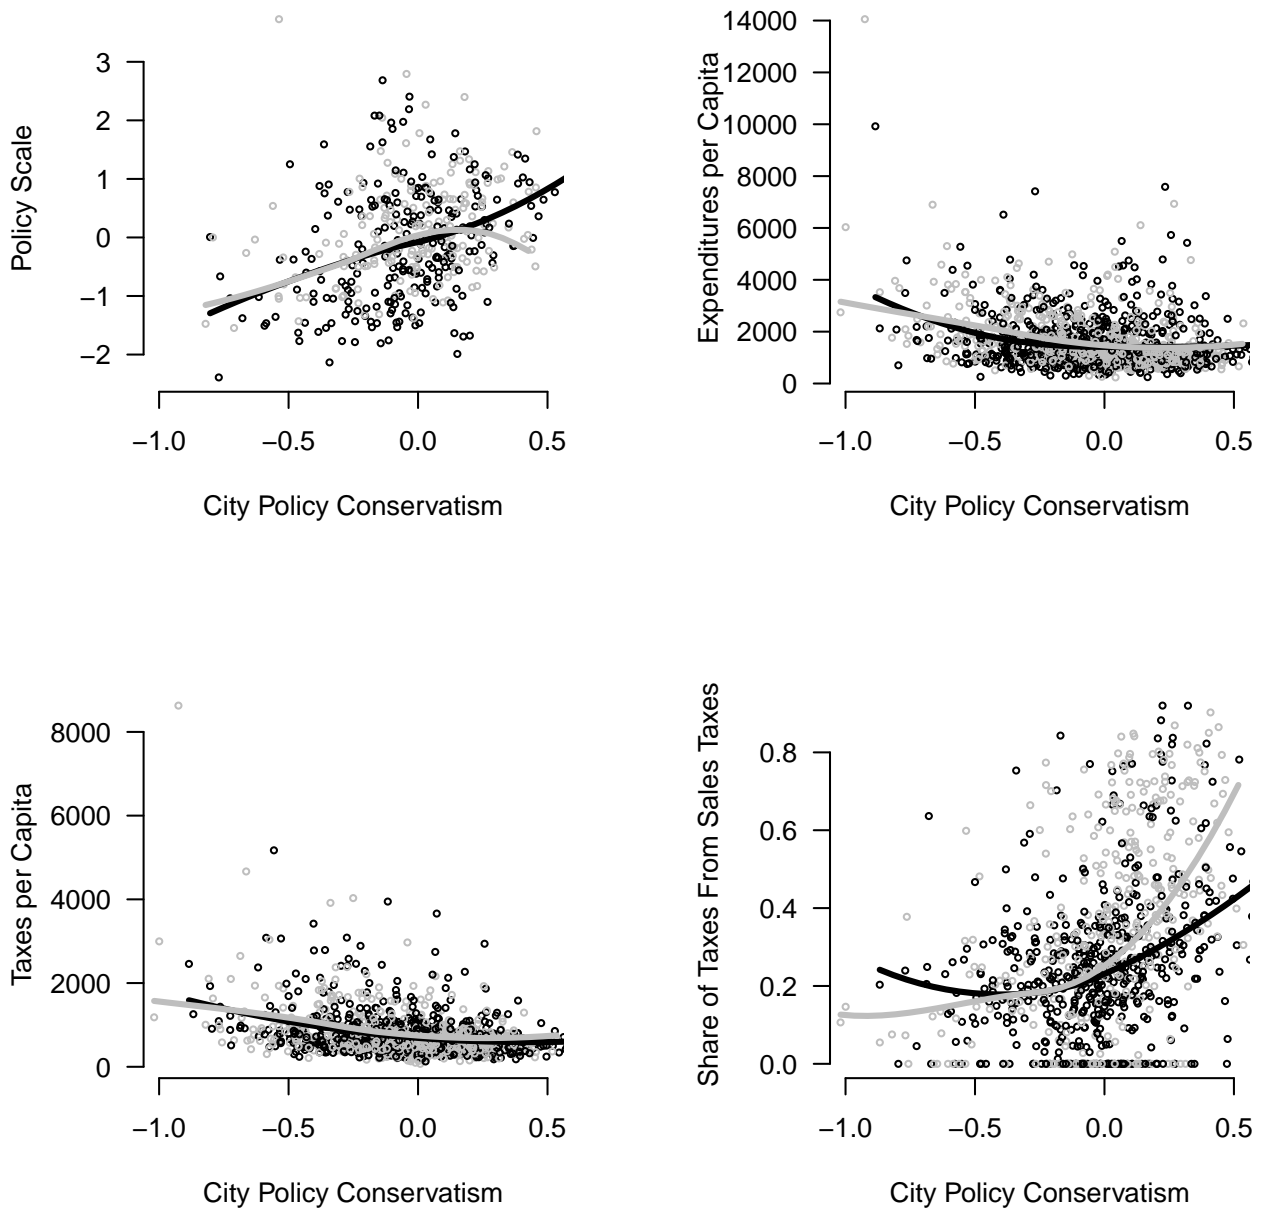 Policy Scale
3
2
1
0
−1
−2
−1.0 −0.5 0.0 0.5
City Policy Conservatism
Expenditures per Capita
14000
12000
10000
8000
6000
4000
2000
0
−1.0 −0.5 0.0 0.5
City Policy Conservatism
Taxes per Capita
8000
6000
4000
2000
0
−1.0 −0.5 0.0 0.5
City Policy Conservatism
Share of Taxes From Sales Taxes
0.8
0.6
0.4
0.2
0.0
−1.0 −0.5 0.0 0.5
City Policy Conservatism